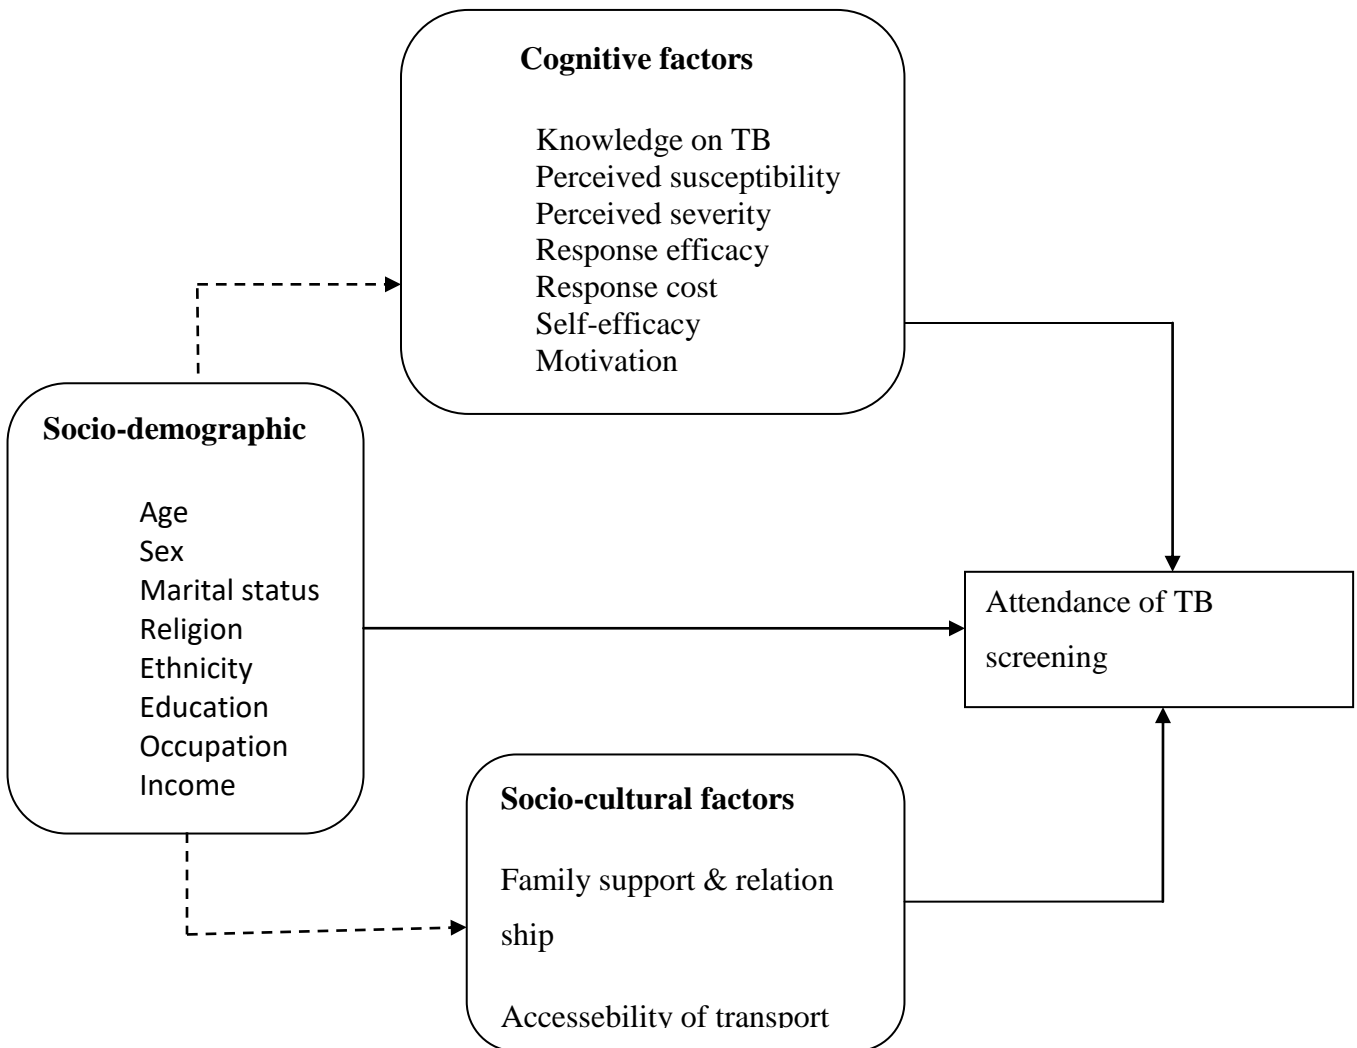 Cognitive factors
Knowledge on TB
Perceived susceptibility
Perceived severity
Response efficacy
Response cost
Self-efficacy
Motivation
Socio-demographic
Age
Sex
Marital status
Religion
Ethnicity
Education
Occupation
Income
Attendance of TB
screening
Socio-cultural factors
Family support & relation
ship
Accessebility of transport